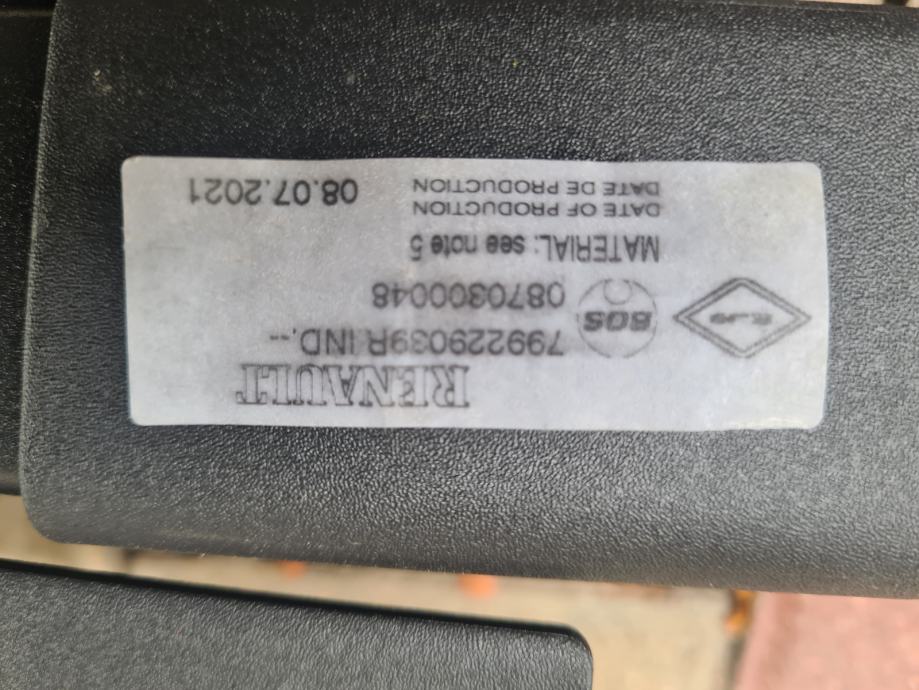 RENAULT
799229039R IND.--
BOS
0870300048
MATERIAL: see note 5
DATE OF PRODUCTION
DATE DE PRODUCTION
08.07.2021